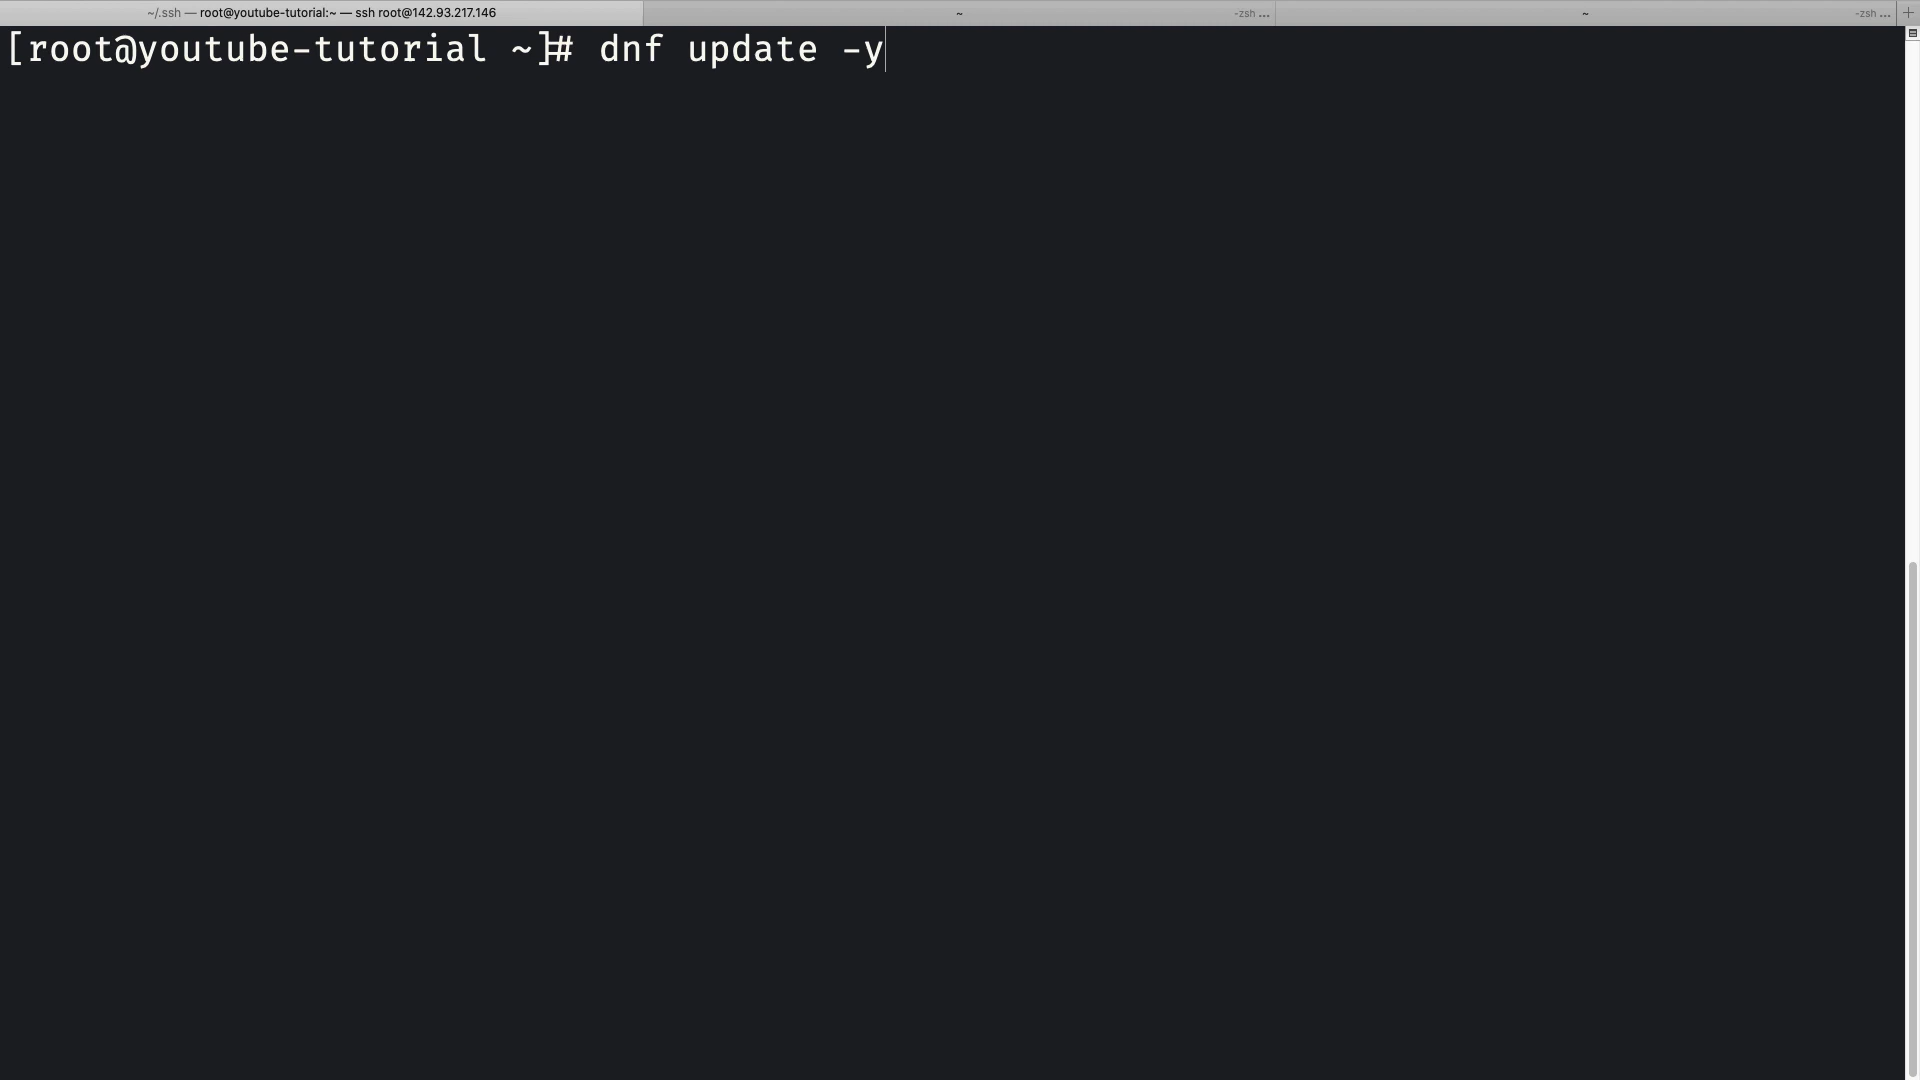 ~/.ssh — root@youtube-tutorial:~ — ssh root@142.93.217.146
~
-zsh ...
~
-zsh ...
[root@youtube-tutorial ~]# dnf update -y